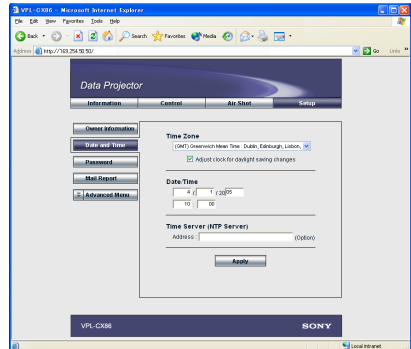 VPL-CX86 - Microsoft Internet Explorer
File Edit View Favorites Tools Help
Back Search Favorites Media
Address http://169.254.50.50/ Go Links »
Data Projector
Information Control Air Shot Setup
Owner Information
Date and Time
Password
Mail Report
Advanced Menu
Time Zone
(GMT) Greenwich Mean Time : Dublin, Edinburgh, Lisbon,
Adjust clock for daylight saving changes
Date/Time
4 / 1 / 20 05
10 : 00
Time Server (NTP Server)
Address : (Option)
Apply
VPL-CX86 SONY
Local intranet